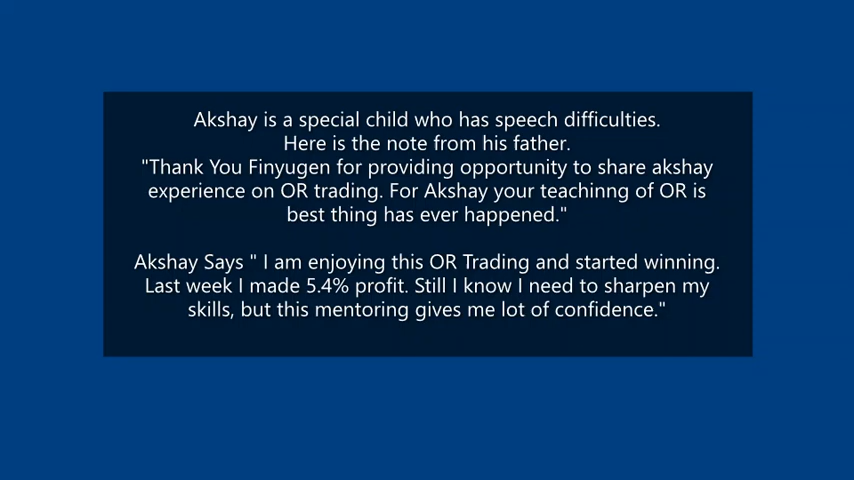 Akshay is a special child who has speech difficulties.
Here is the note from his father.
"Thank You Finyugen for providing opportunity to share akshay
experience on OR trading. For Akshay your teachinng of OR is
best thing has ever happened."
Akshay Says " I am enjoying this OR Trading and started winning.
Last week I made 5.4% profit. Still I know I need to sharpen my
skills, but this mentoring gives me lot of confidence."